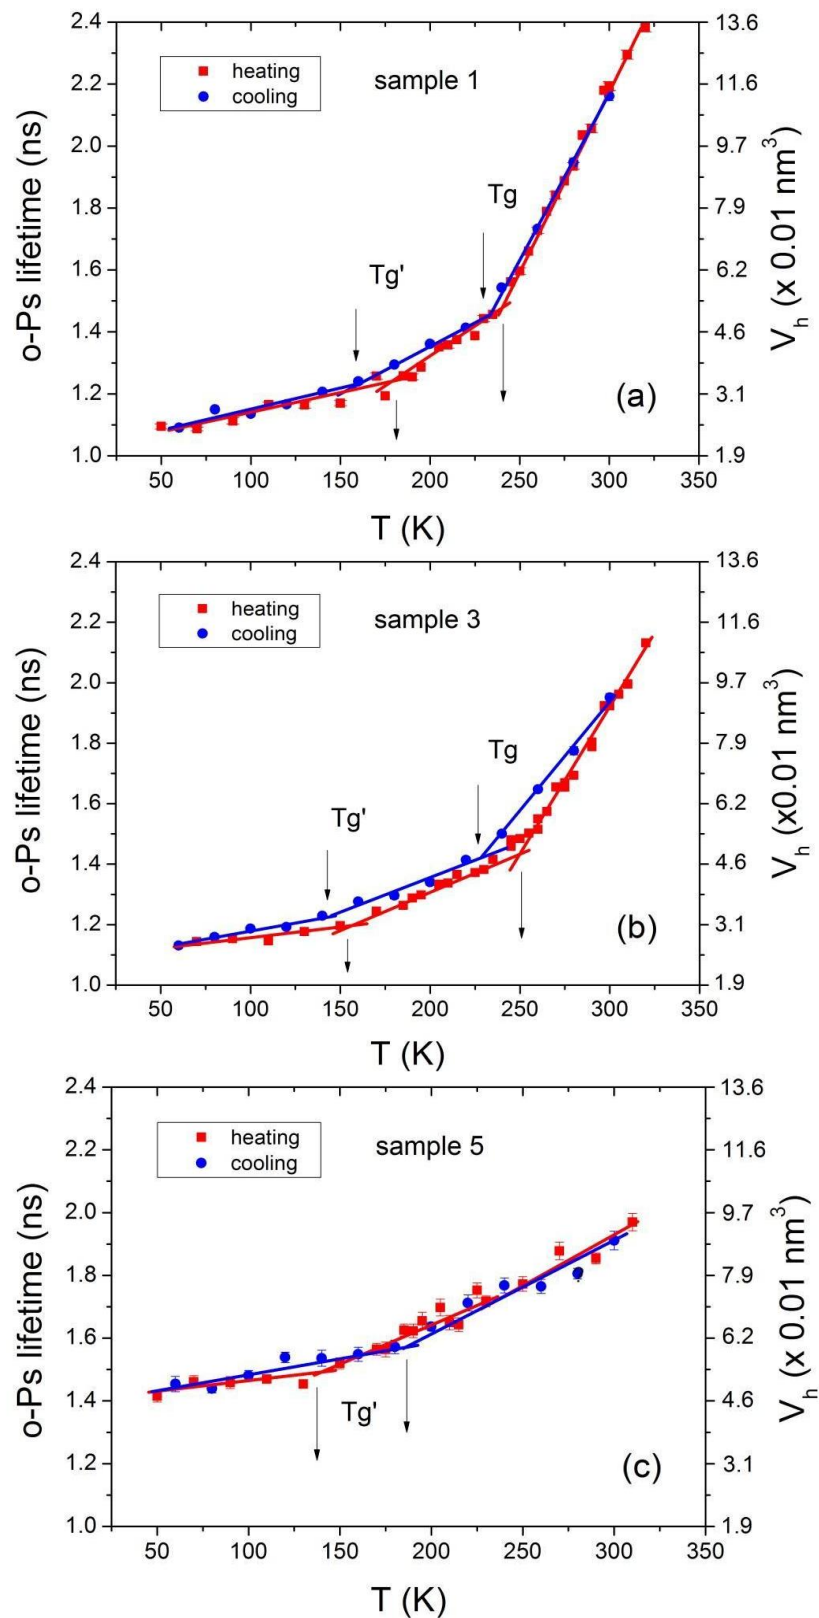 2.4
2.2
2.0
1.8
1.6
1.4
1.2
1.0
o-Ps lifetime (ns)
heating
cooling
sample 1
Tg
Tg'
(a)
13.6
11.6
9.7
7.9
6.2
4.6
3.1
1.9
V_h (x 0.01 nm³)
50 100 150 200 250 300 350
T (K)
2.4
2.2
2.0
1.8
1.6
1.4
1.2
1.0
o-Ps lifetime (ns)
heating
cooling
sample 3
Tg
Tg'
(b)
13.6
11.6
9.7
7.9
6.2
4.6
3.1
1.9
V_h (x0.01 nm³)
50 100 150 200 250 300 350
T (K)
2.4
2.2
2.0
1.8
1.6
1.4
1.2
1.0
o-Ps lifetime (ns)
heating
cooling
sample 5
Tg'
(c)
13.6
11.6
9.7
7.9
6.2
4.6
3.1
1.9
V_h (x 0.01 nm³)
50 100 150 200 250 300 350
T (K)